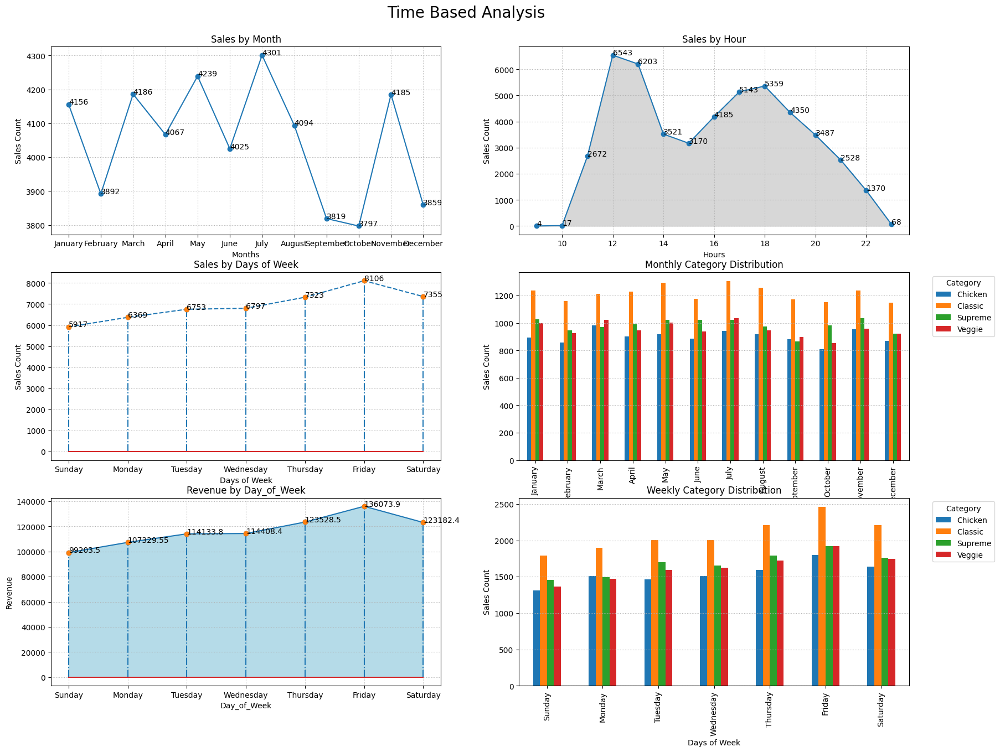 Time Based Analysis
Sales by Month
Sales Count
4300
4200
4100
4000
3900
3800
4156
3892
4186
4067
4239
4025
4301
4094
3819
3797
4185
3859
January February March April May June July August September October November December
Months
Sales by Hour
Sales Count
6000
5000
4000
3000
2000
1000
0
4
17
2672
6543
6203
3521
3170
4185
5143
5359
4350
3487
2528
1370
68
10 12 14 16 18 20 22
Hours
Sales by Days of Week
Sales Count
8000
7000
6000
5000
4000
3000
2000
1000
0
5917
6369
6753
6797
7323
8106
7355
Sunday Monday Tuesday Wednesday Thursday Friday Saturday
Days of Week
Monthly Category Distribution
Sales Count
1200
1000
800
600
400
200
0
January
ebruary
March
April
May
June
July
August
ptember
October
ovember
ecember
Category
Chicken
Classic
Supreme
Veggie
Revenue by Day_of_Week
Revenue
140000
120000
100000
80000
60000
40000
20000
0
99203.5
107329.55
114133.8
114408.4
123528.5
136073.9
123182.4
Sunday Monday Tuesday Wednesday Thursday Friday Saturday
Day_of_Week
Weekly Category Distribution
Sales Count
2500
2000
1500
1000
500
0
Sunday
Monday
Tuesday
Wednesday
Thursday
Friday
Saturday
Days of Week
Category
Chicken
Classic
Supreme
Veggie